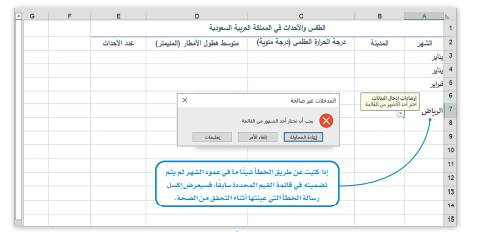 G F E D C B A
1 الطقس والأحداث في المملكة العربية السعودية
2 الشهر المدينة درجة الحرارة العظمى (درجة مئوية) متوسط هطول الأمطار (المليمتر) عدد الأحداث
3 يناير
4 يناير
5 فبراير
6
إرشادات إدخال البيانات
اختر أحد الأشهر من القائمة
7 الرياض
8
9
10
11
12
13
14
15
المدخلات غير صالحة
يجب أن تختار أحد الشهور من القائمة
إعادة المحاولة إلغاء الأمر تعليمات
إذا كتبت عن طريق الخطأ شيئًا ما في عمود الشهر لم يتم
تضمينه في قائمة القيم المحددة سابقا، فسيعرض إكسل
رسالة الخطأ التي عينتها أثناء التحقق من الصحة.